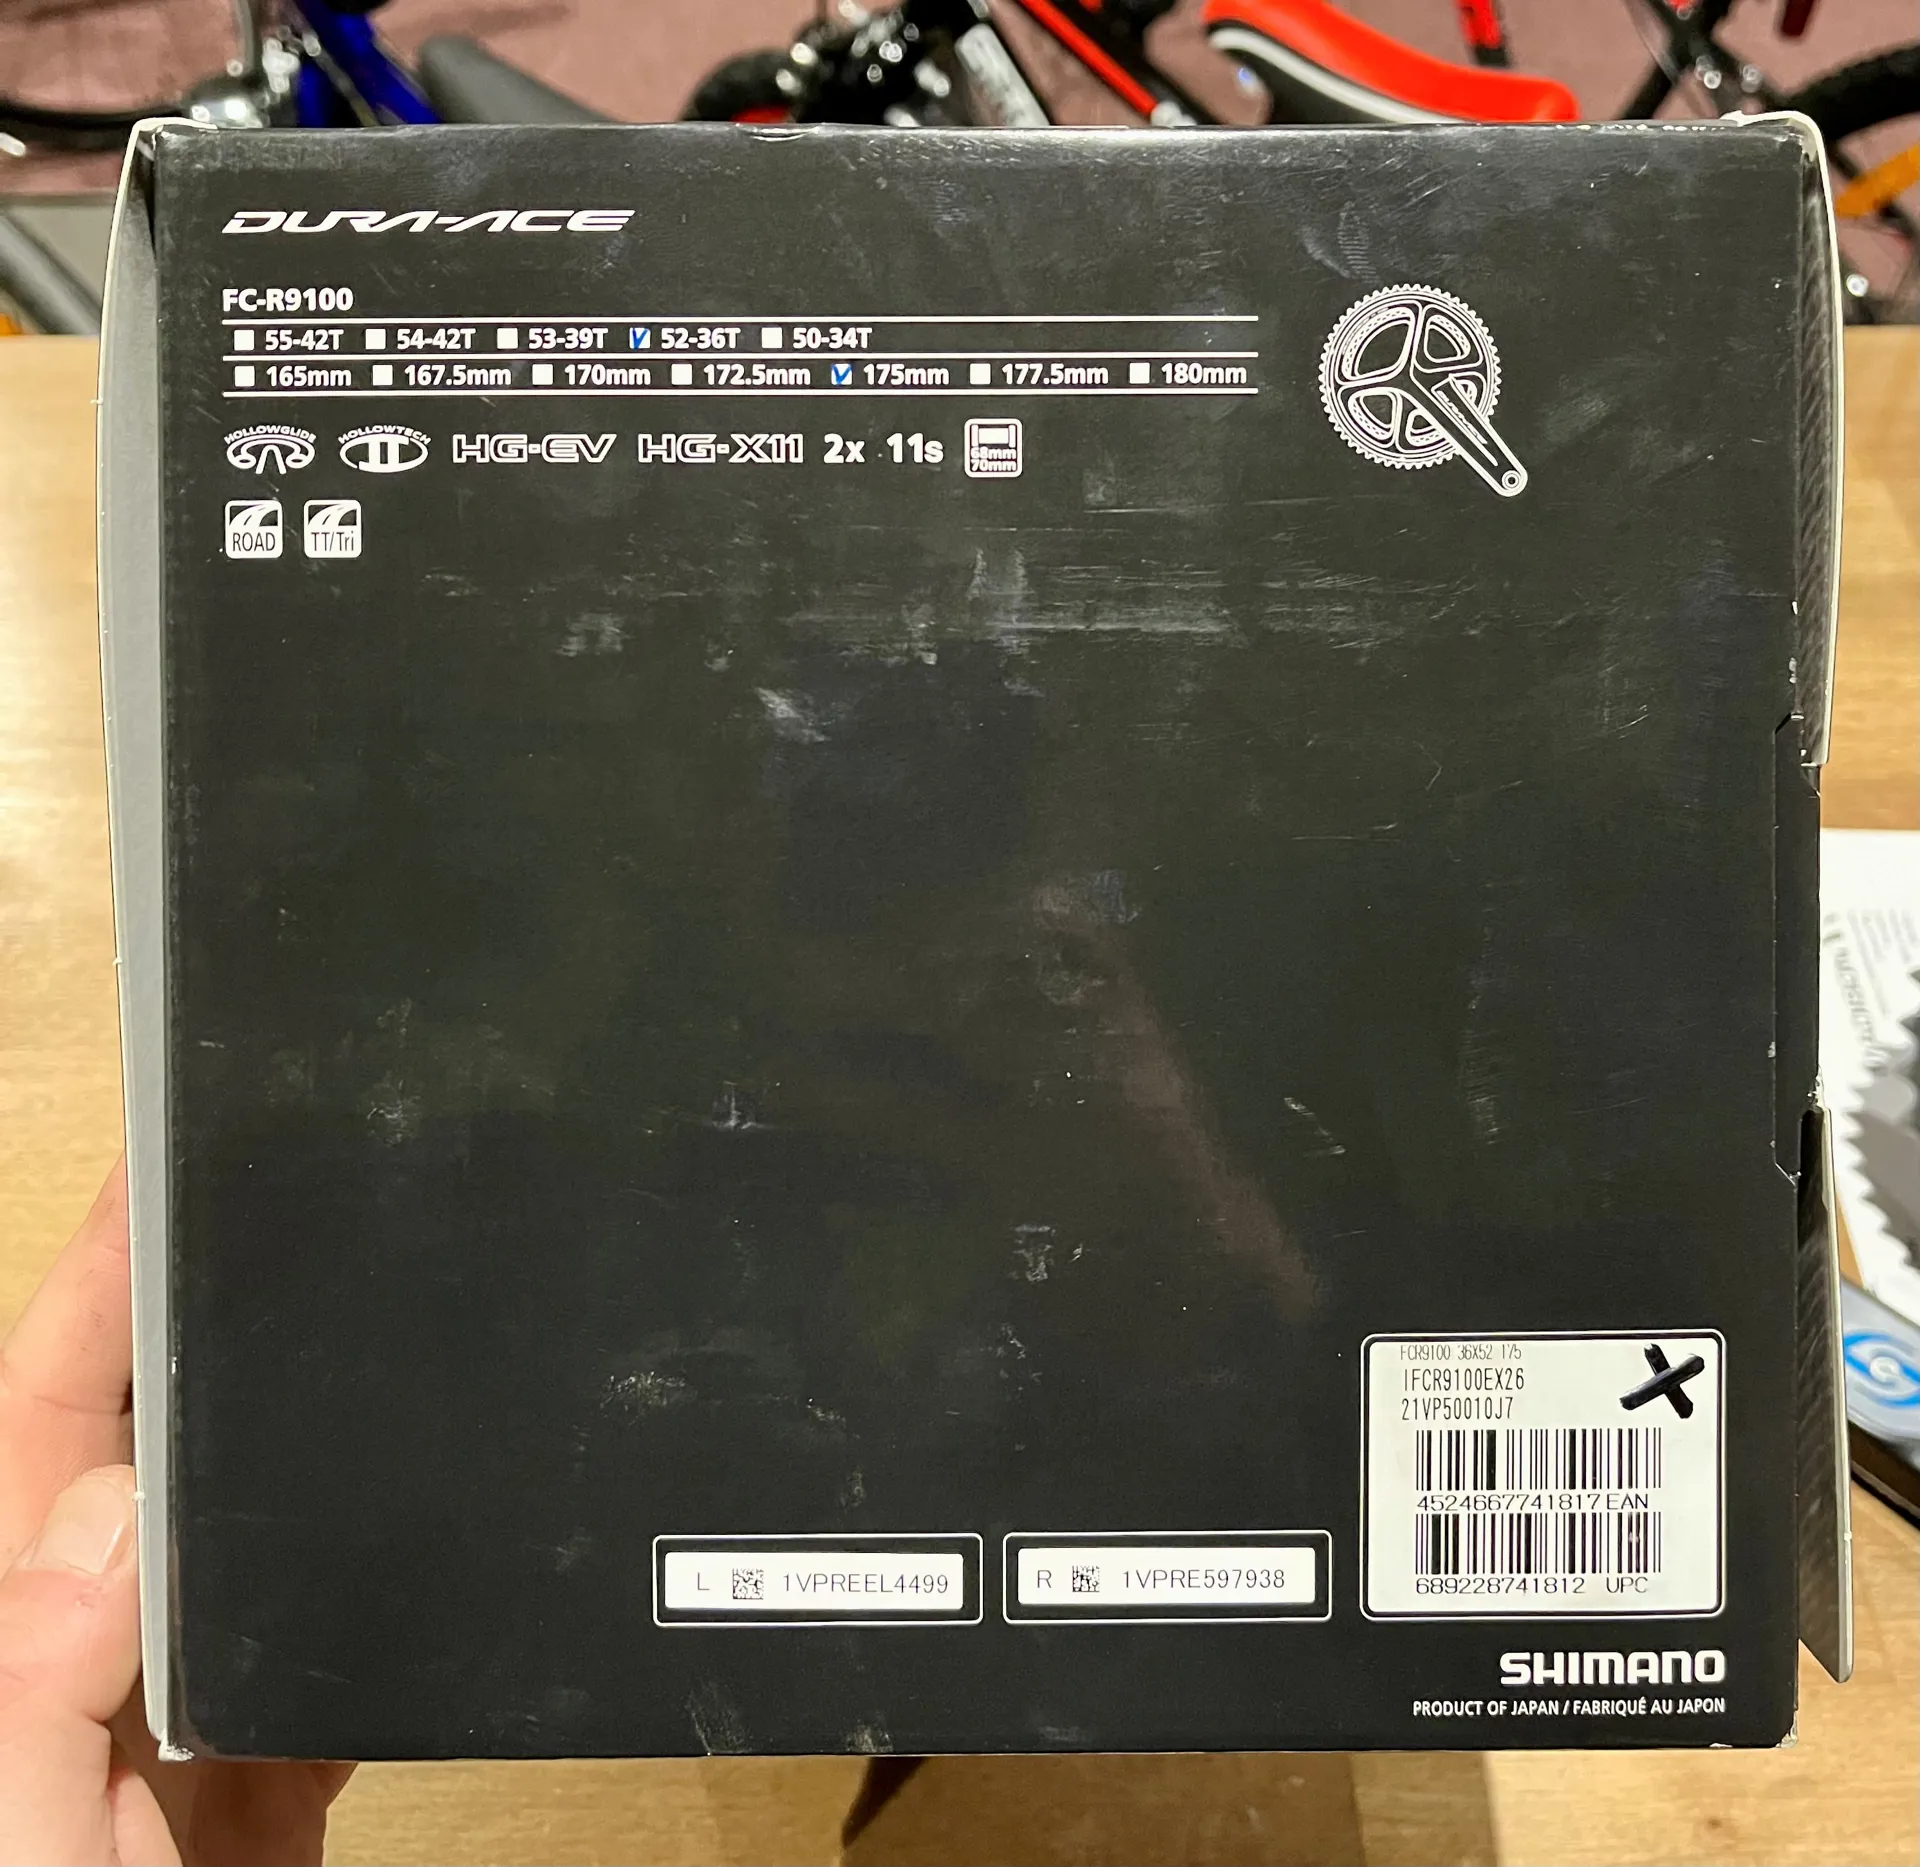 DURA-ACE
FC-R9100
55-42T 54-42T 53-39T 52-36T 50-34T
165mm 167.5mm 170mm 172.5mm 175mm 177.5mm 180mm
HOLLOWGLIDE HOLLOWTECH II HG-EV HG-X11 2x 11s 68mm
70mm
ROAD TT/Tri
FCR9100 36X52 175
IFCR9100EX26
21VP50010J7
4524667741817 EAN
689228741812 UPC
L 1VPREEL4499 R 1VPRE597938
SHIMANO
PRODUCT OF JAPAN / FABRIQUÉ AU JAPON